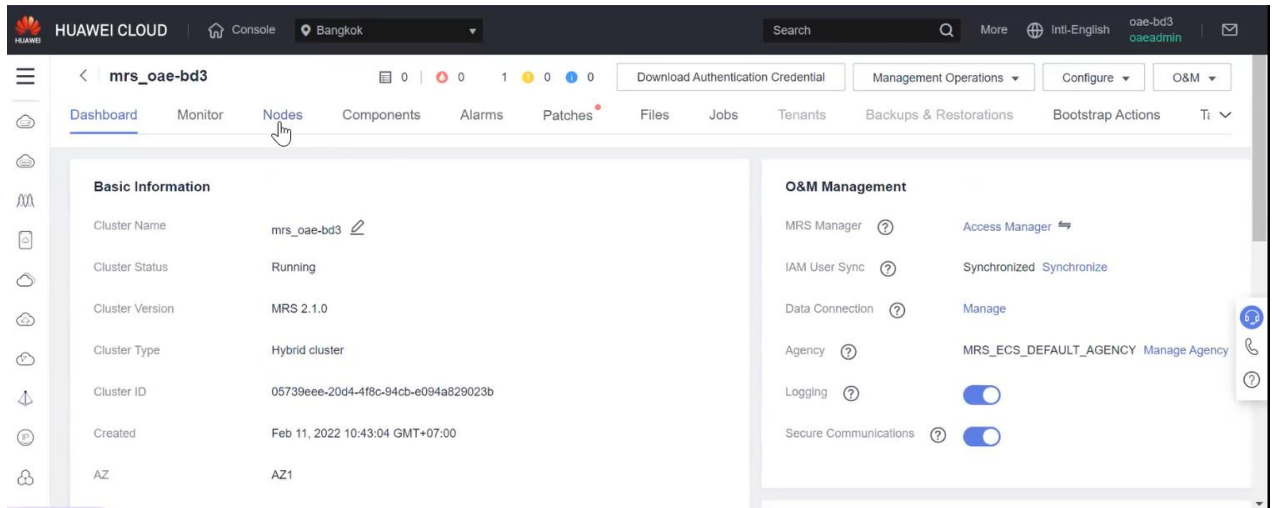 HUAWEI
HUAWEI CLOUD Console Bangkok Search More Intl-English oae-bd3
oaeadmin
mrs_oae-bd3 0 0 1 0 0 Download Authentication Credential Management Operations Configure O&M
Dashboard Monitor Nodes Components Alarms Patches Files Jobs Tenants Backups & Restorations Bootstrap Actions
Basic Information
Cluster Name mrs_oae-bd3
Cluster Status Running
Cluster Version MRS 2.1.0
Cluster Type Hybrid cluster
Cluster ID 05739eee-20d4-4f8c-94cb-e094a829023b
Created Feb 11, 2022 10:43:04 GMT+07:00
AZ AZ1
O&M Management
MRS Manager ? Access Manager
IAM User Sync ? Synchronized Synchronize
Data Connection ? Manage
Agency ? MRS_ECS_DEFAULT_AGENCY Manage Agency
Logging ?
Secure Communications ?